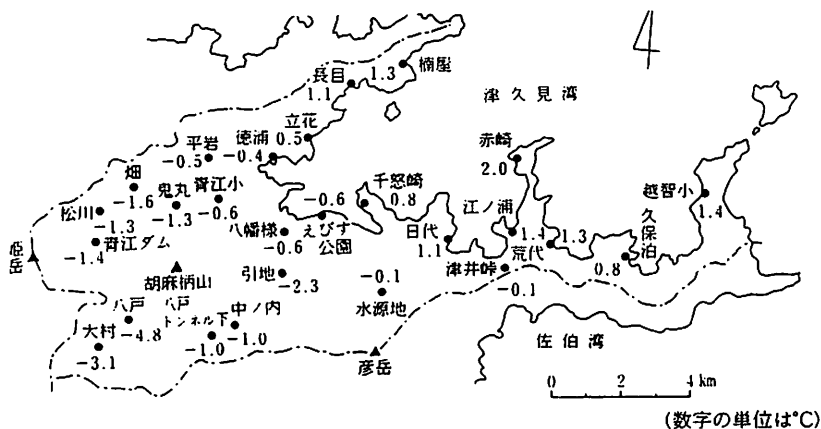 4
楠屋
1.3
長目
1.1
津久見湾
立花
0.5
徳浦
-0.4
平岩
-0.5
赤崎
2.0
畑
-1.6
鬼丸
-1.3
青江小
-0.6
-0.6
えびす
公園
千怒崎
0.8
越智小
1.4
松川
-1.3
江ノ浦
1.4
1.3
荒代
久保泊
0.8
日代
1.1
八幡様
-0.6
青江ダム
-1.4
姫岳
胡麻柄山
引地
-2.3
-0.1
水源地
津井峠
-0.1
八戸
-4.8
八戸
トンネル下
-1.0
中ノ内
-1.0
大村
-3.1
彦岳
佐伯湾
0 2 4 km
(数字の単位は°C)